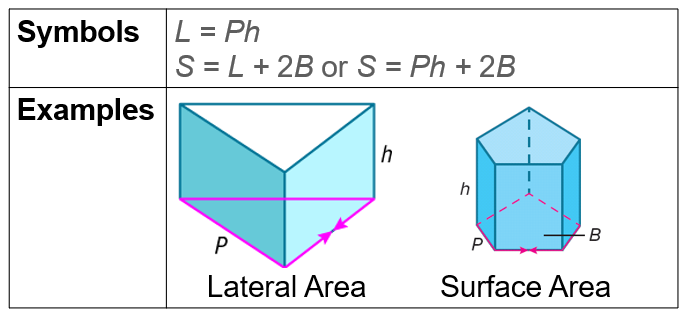 Symbols
L = Ph
S = L + 2B or S = Ph + 2B
Examples
h
P
Lateral Area
h
P
B
Surface Area